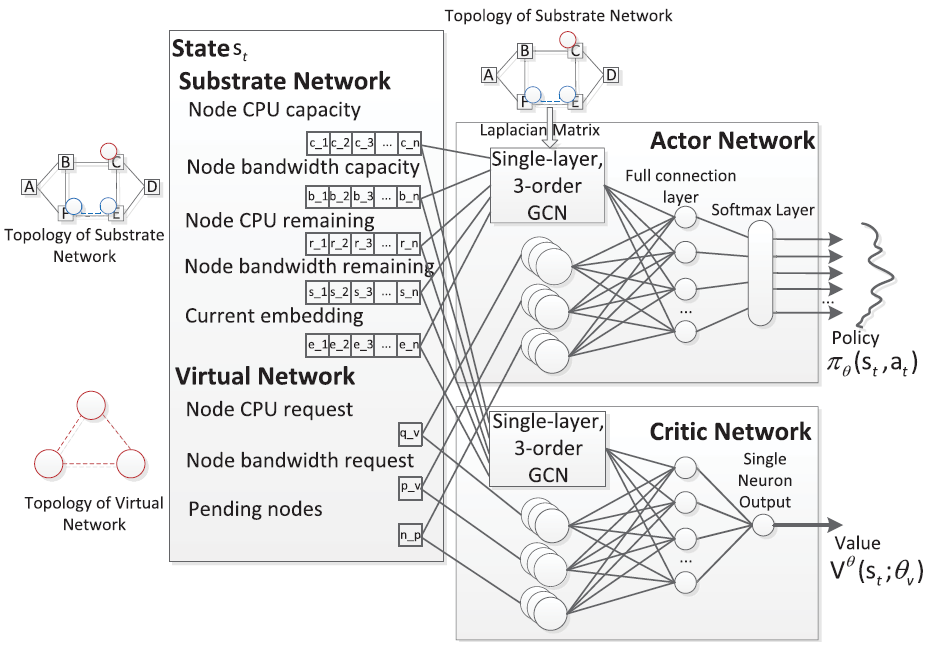 Topology of Substrate Network
B
C
A
D
F
E
State s_t
Substrate Network
Node CPU capacity
c_1 c_2 c_3 ... c_n
Node bandwidth capacity
b_1 b_2 b_3 ... b_n
Node CPU remaining
r_1 r_2 r_3 ... r_n
Node bandwidth remaining
s_1 s_2 s_3 ... s_n
Current embedding
e_1 e_2 e_3 ... e_n
Virtual Network
Node CPU request
q_v
Node bandwidth request
p_v
Pending nodes
n_p
B
C
A
D
F
E
Topology of Substrate
Network
Topology of Virtual
Network
Laplacian Matrix
Actor Network
Single-layer,
3-order
GCN
Full connection
layer
Softmax Layer
...
...
Policy
π_θ(s_t,a_t)
Critic Network
Single-layer,
3-order
GCN
Single
Neuron
Output
...
Value
V^θ(s_t;θ_v)